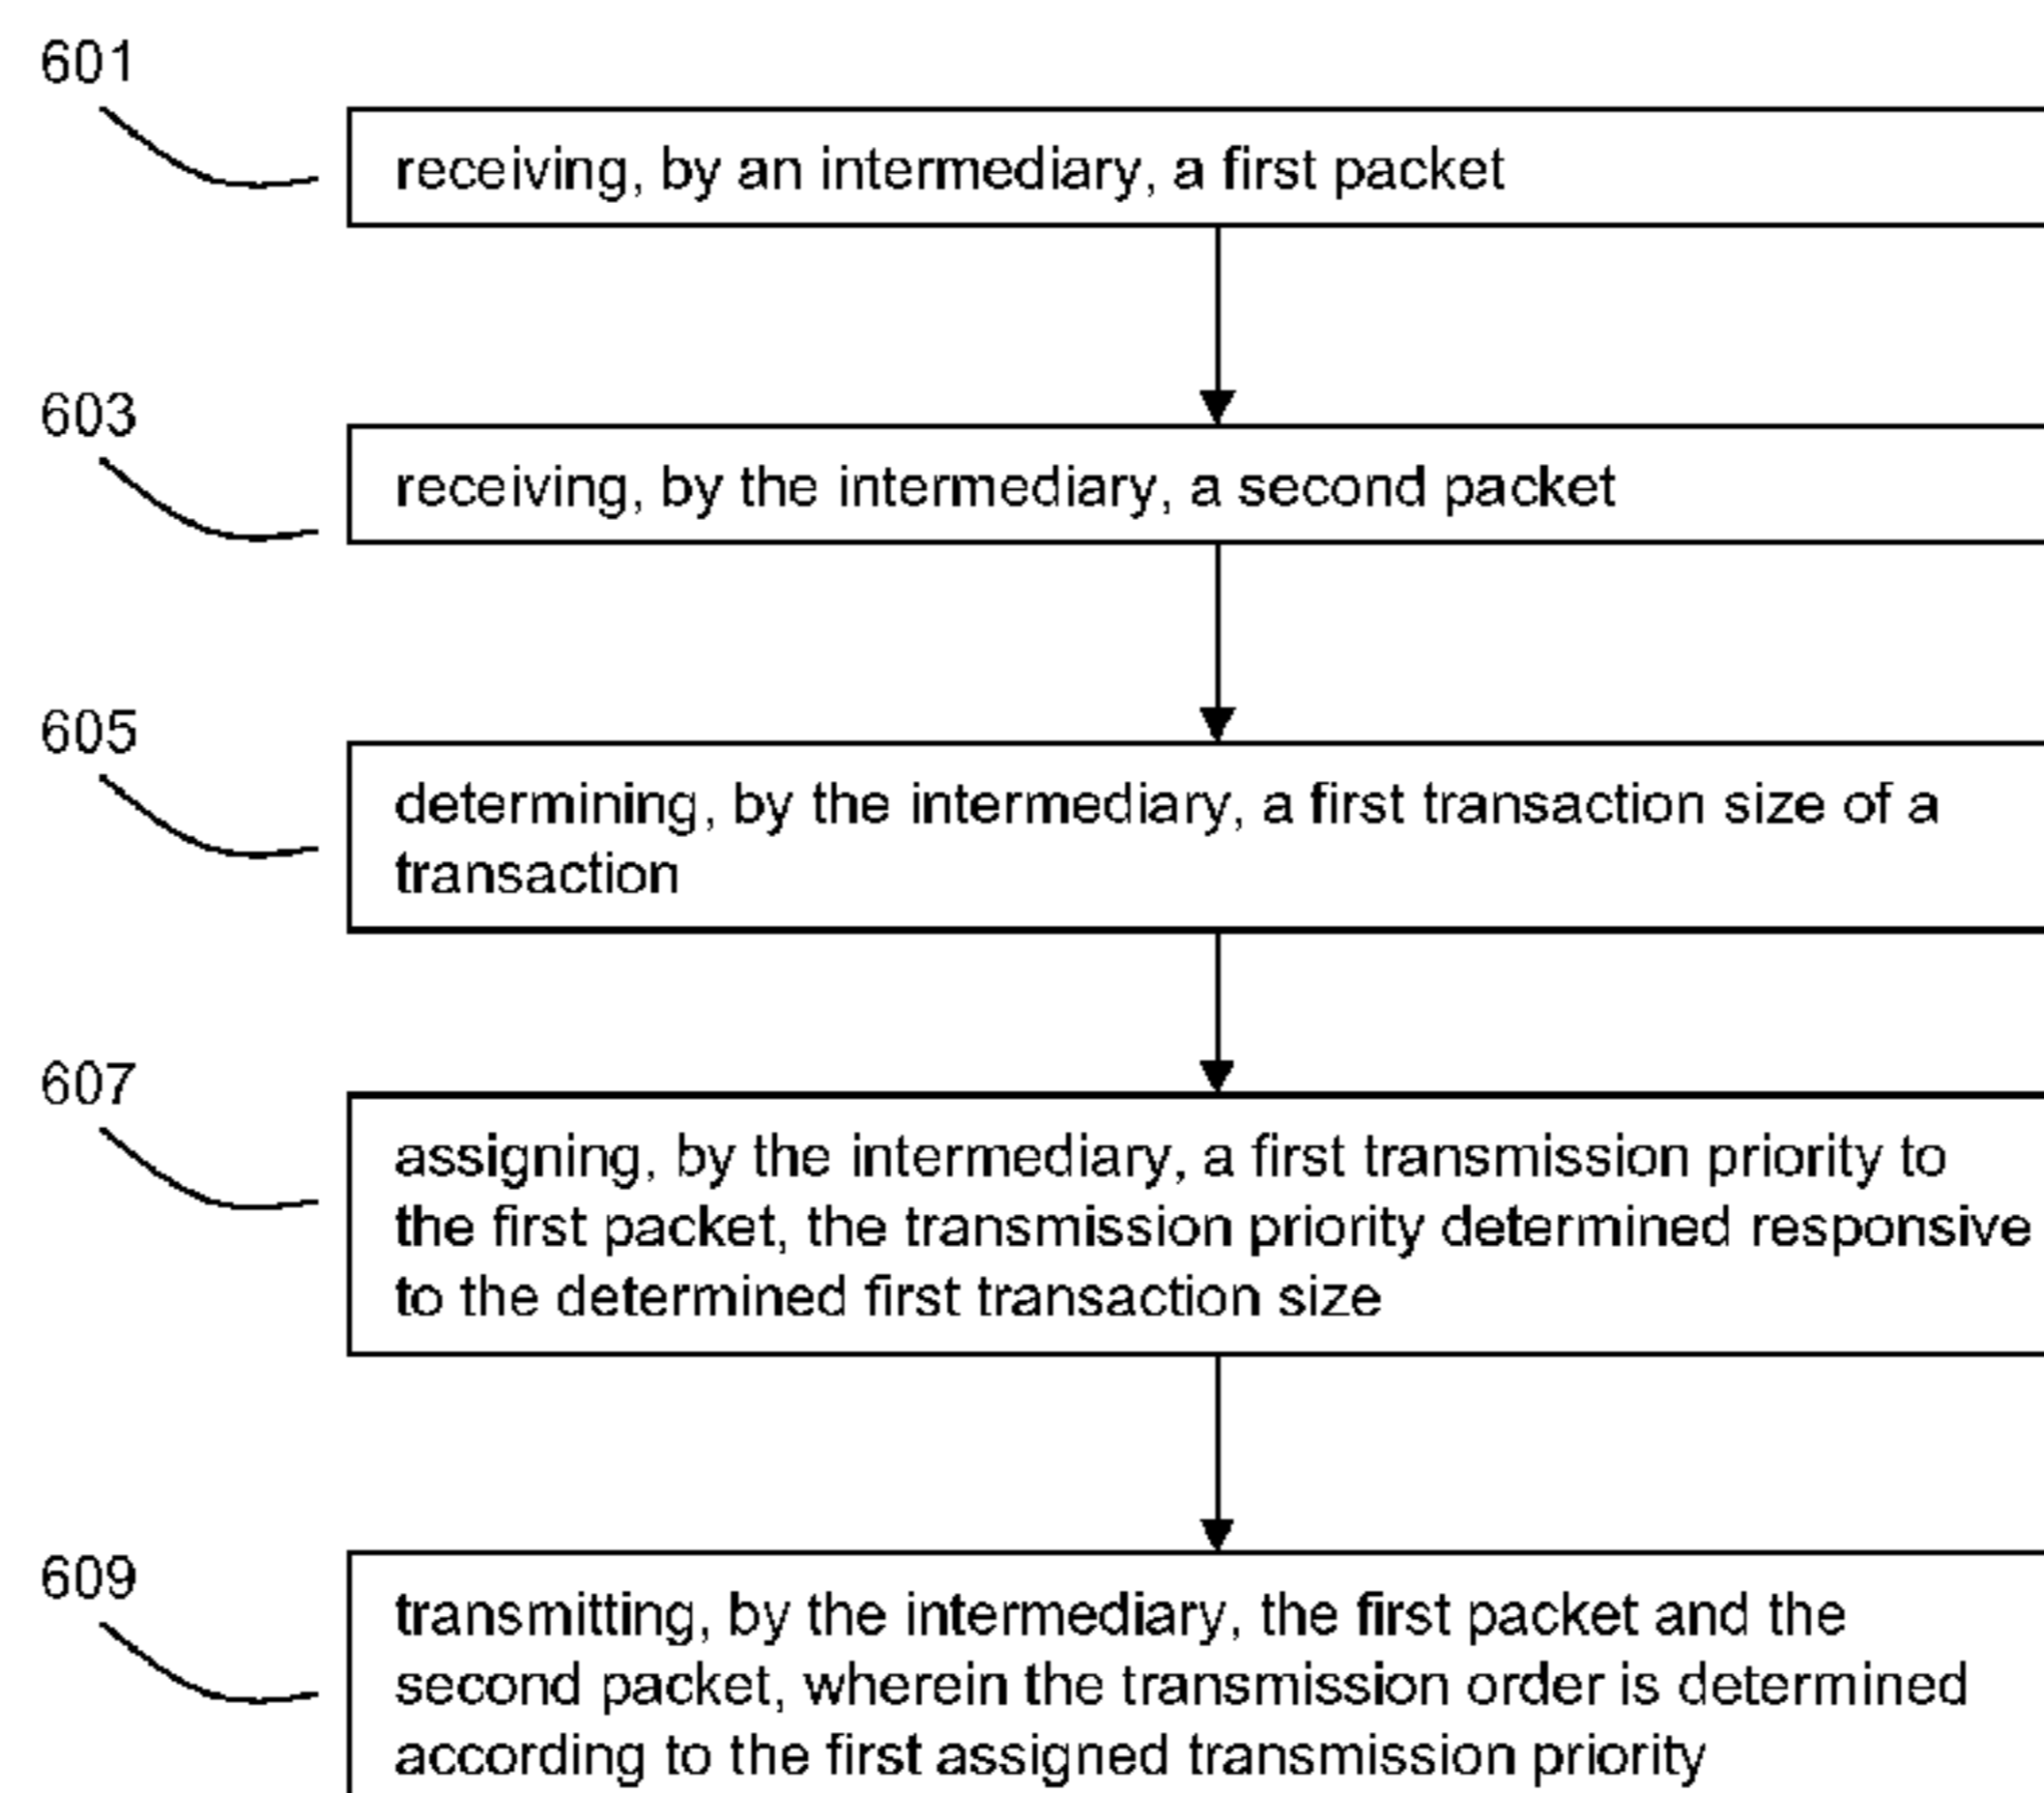 601
receiving, by an intermediary, a first packet
603
receiving, by the intermediary, a second packet
605
determining, by the intermediary, a first transaction size of a
transaction
607
assigning, by the intermediary, a first transmission priority to
the first packet, the transmission priority determined responsive
to the determined first transaction size
609
transmitting, by the intermediary, the first packet and the
second packet, wherein the transmission order is determined
according to the first assigned transmission priority